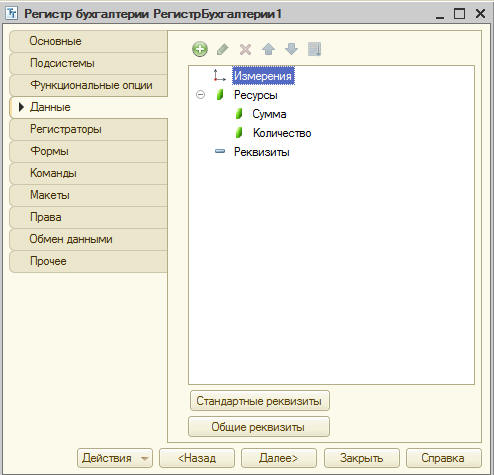 Регистр бухгалтерии РегистрБухгалтерии1
Основные
Подсистемы
Функциональные опции
Данные
Регистраторы
Формы
Команды
Макеты
Права
Обмен данными
Прочее
Измерения
Ресурсы
Сумма
Количество
Реквизиты
Стандартные реквизиты
Общие реквизиты
Действия
<Назад
Далее>
Закрыть
Справка